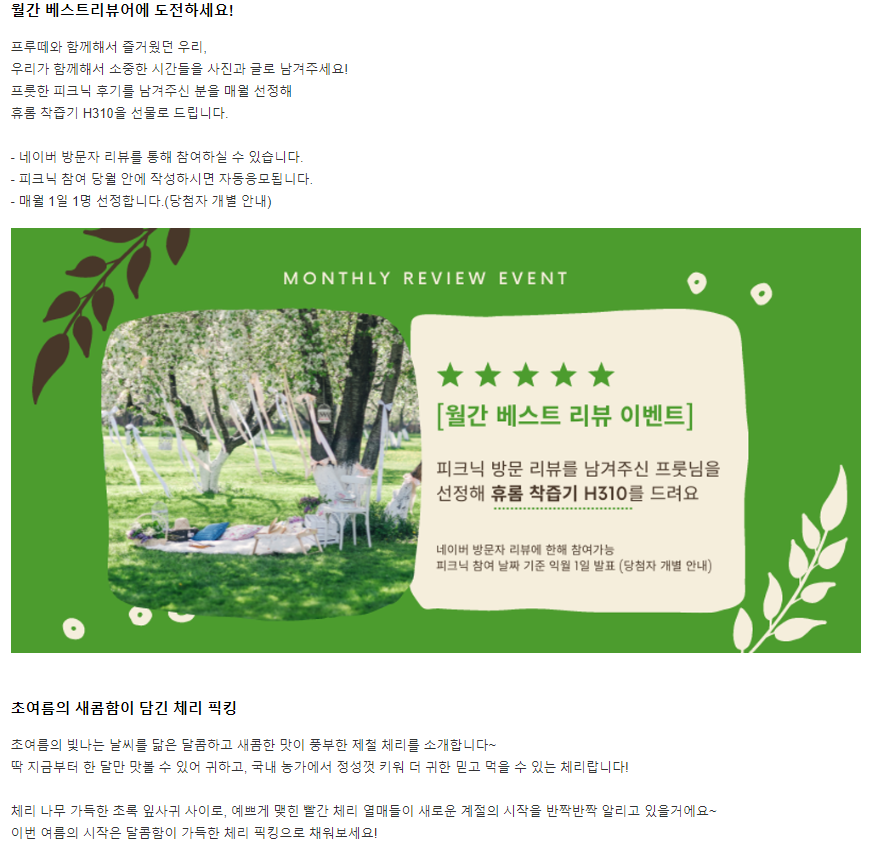 월간 베스트리뷰어에 도전하세요!
프루떼와 함께해서 즐거웠던 우리,
우리가 함께해서 소중한 시간들을 사진과 글로 남겨주세요!
프릇한 피크닉 후기를 남겨주신 분을 매월 선정해
휴롬 착즙기 H310을 선물로 드립니다.
- 네이버 방문자 리뷰를 통해 참여하실 수 있습니다.
- 피크닉 참여 당월 안에 작성하시면 자동응모됩니다.
- 매월 1일 1명 선정합니다.(당첨자 개별 안내)
MONTHLY REVIEW EVENT
[월간 베스트 리뷰 이벤트]
피크닉 방문 리뷰를 남겨주신 프룻님을
선정해 휴롬 착즙기 H310를 드려요
네이버 방문자 리뷰에 한해 참여가능
피크닉 참여 날짜 기준 익월 1일 발표 (당첨자 개별 안내)
초여름의 새콤함이 담긴 체리 픽킹
초여름의 빛나는 날씨를 닮은 달콤하고 새콤한 맛이 풍부한 제철 체리를 소개합니다~
딱 지금부터 한 달만 맛볼 수 있어 귀하고, 국내 농가에서 정성껏 키워 더 귀한 믿고 먹을 수 있는 체리랍니다!
체리 나무 가득한 초록 잎사귀 사이로, 예쁘게 맺힌 빨간 체리 열매들이 새로운 계절의 시작을 반짝반짝 알리고 있을거에요~
이번 여름의 시작은 달콤함이 가득한 체리 픽킹으로 채워보세요!